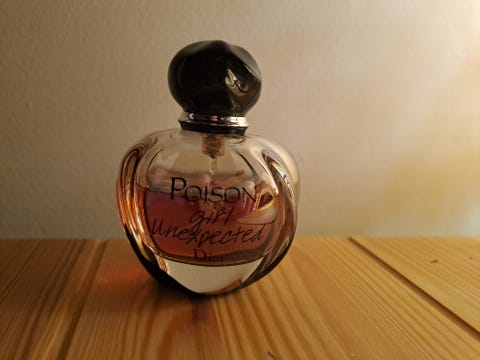 POISON
girl
Unexpected
Dior